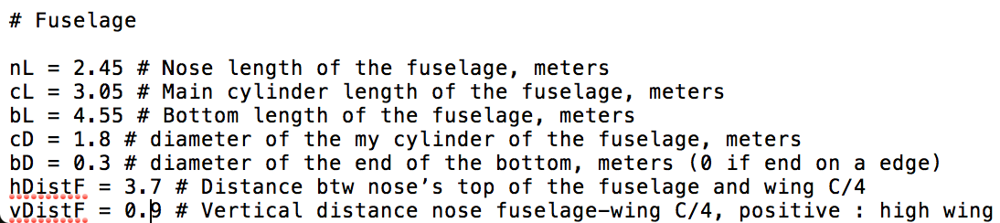 # Fuselage
nL = 2.45 # Nose length of the fuselage, meters
cL = 3.05 # Main cylinder length of the fuselage, meters
bL = 4.55 # Bottom length of the fuselage, meters
cD = 1.8 # diameter of the my cylinder of the fuselage, meters
bD = 0.3 # diameter of the end of the bottom, meters (0 if end on a edge)
hDistF = 3.7 # Distance btw nose’s top of the fuselage and wing C/4
vDistF = 0.9 # Vertical distance nose fuselage-wing C/4, positive : high wing